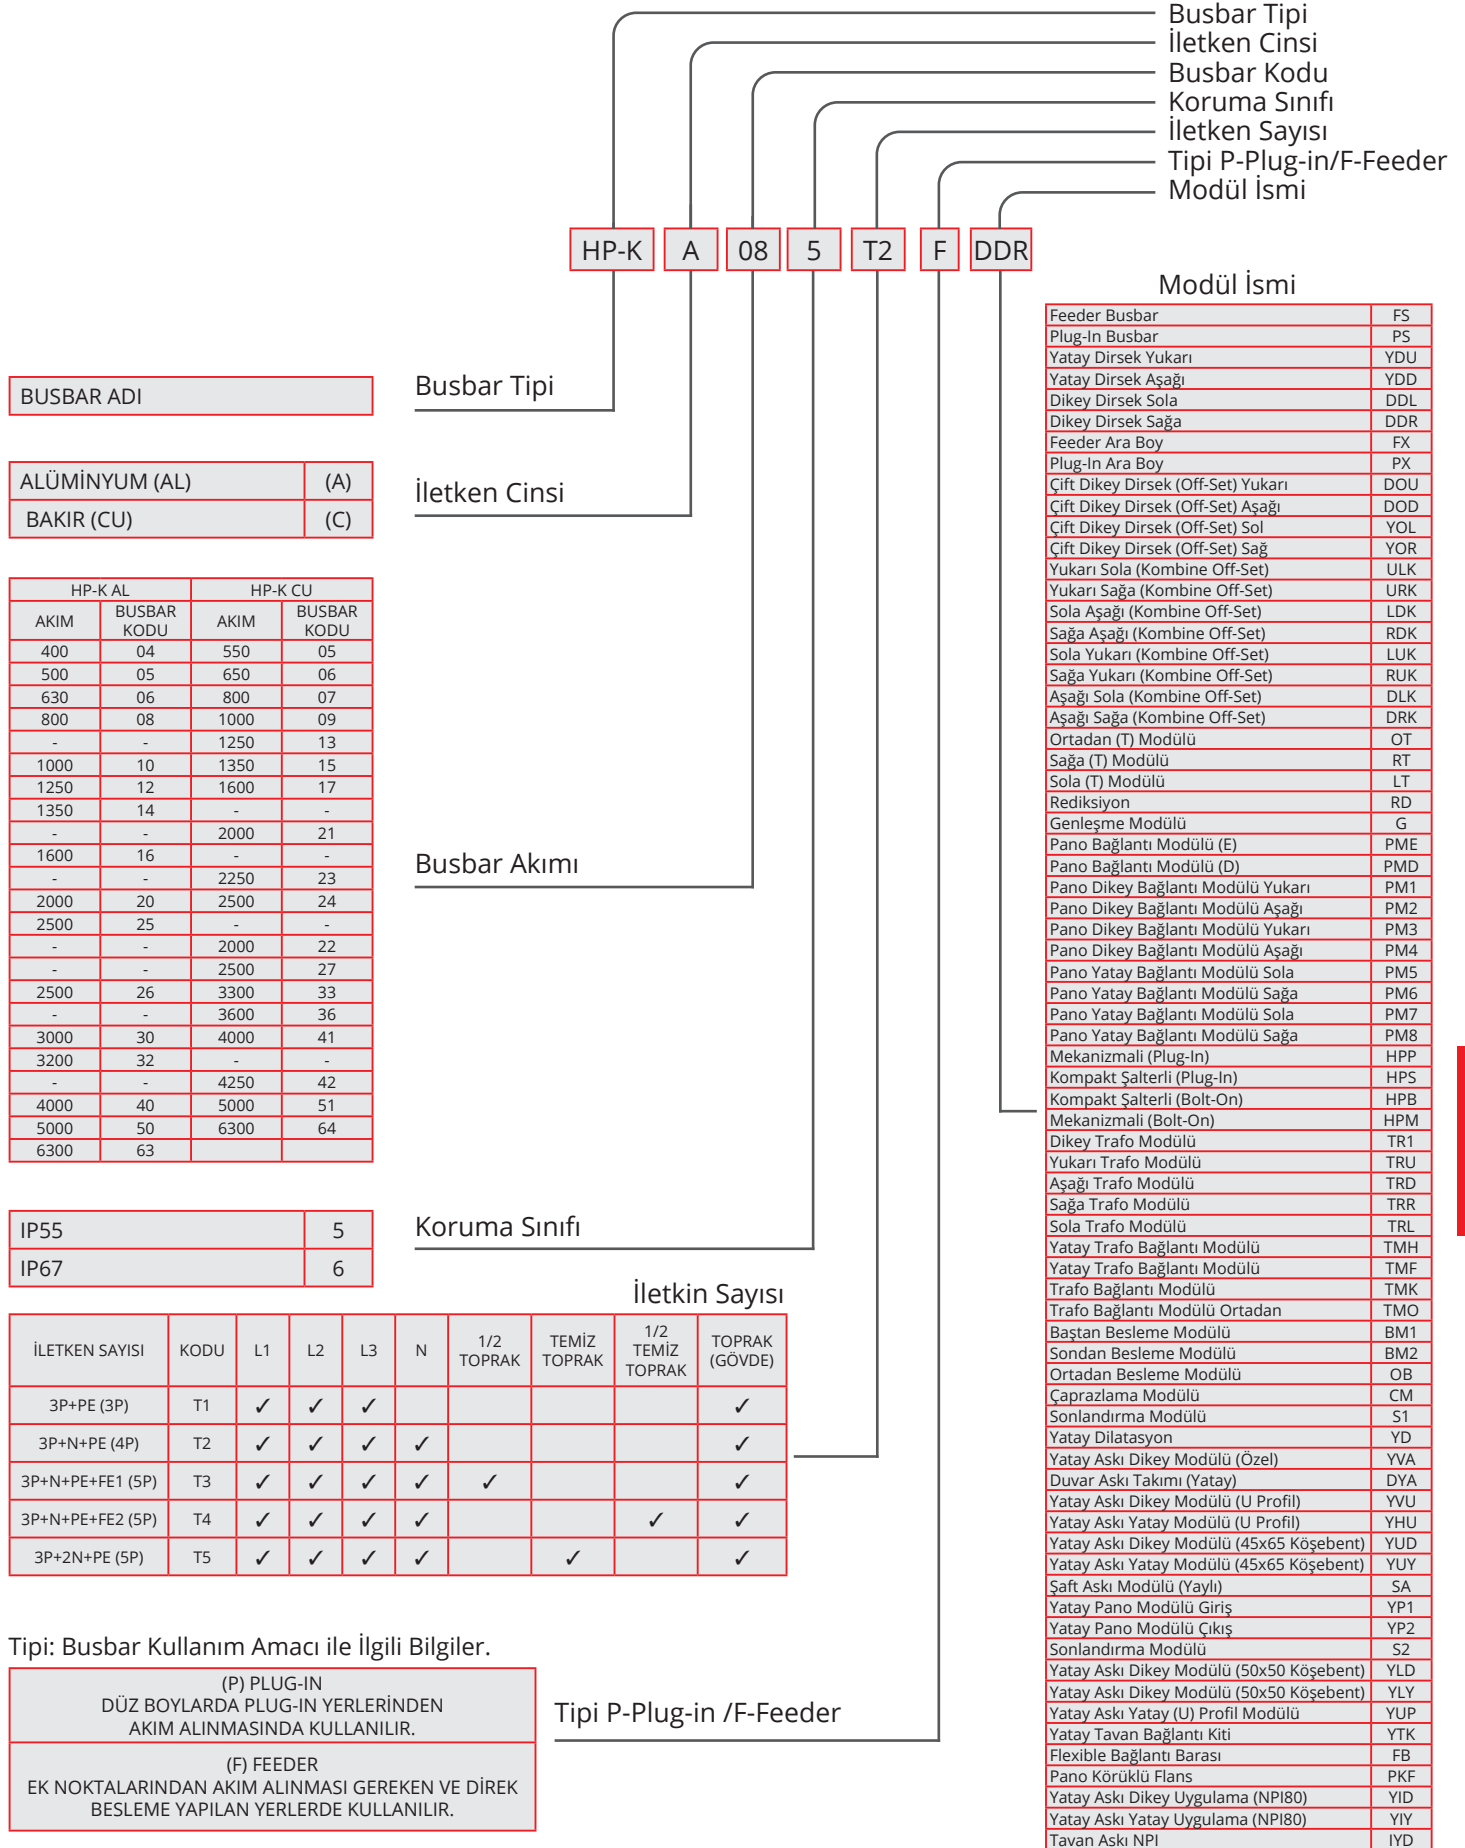 Busbar Tipi
İletken Cinsi
Busbar Kodu
Koruma Sınıfı
İletken Sayısı
Tipi P-Plug-in/F-Feeder
Modül İsmi
HP-K A 08 5 T2 F DDR
BUSBAR ADI
Busbar Tipi
ALÜMİNYUM (AL) (A)
BAKIR (CU) (C)
İletken Cinsi
HP-K AL HP-K CU
AKIM BUSBAR KODU AKIM BUSBAR KODU
400 04 550 05
500 05 650 06
630 06 800 07
800 08 1000 09
- - 1250 13
1000 10 1350 15
1250 12 1600 17
1350 14 - -
- - 2000 21
1600 16 - -
- - 2250 23
2000 20 2500 24
2500 25 - -
- - 2000 22
- - 2500 27
2500 26 3300 33
- - 3600 36
3000 30 4000 41
3200 32 - -
- - 4250 42
4000 40 5000 51
5000 50 6300 64
6300 63
Busbar Akımı
IP55 5
IP67 6
Koruma Sınıfı
İletkin Sayısı
İLETKEN SAYISI KODU L1 L2 L3 N 1/2 TOPRAK TEMİZ TOPRAK 1/2 TEMİZ TOPRAK TOPRAK (GÖVDE)
3P+PE (3P) T1 ✓ ✓ ✓ ✓
3P+N+PE (4P) T2 ✓ ✓ ✓ ✓ ✓
3P+N+PE+FE1 (5P) T3 ✓ ✓ ✓ ✓ ✓ ✓
3P+N+PE+FE2 (5P) T4 ✓ ✓ ✓ ✓ ✓ ✓
3P+2N+PE (5P) T5 ✓ ✓ ✓ ✓ ✓ ✓
Tipi: Busbar Kullanım Amacı ile İlgili Bilgiler.
(P) PLUG-IN
DÜZ BOYLARDA PLUG-IN YERLERİNDEN
AKIM ALINMASINDA KULLANILIR.
(F) FEEDER
EK NOKTALARINDAN AKIM ALINMASI GEREKEN VE DİREK
BESLEME YAPILAN YERLERDE KULLANILIR.
Tipi P-Plug-in /F-Feeder
Modül İsmi
Feeder Busbar FS
Plug-In Busbar PS
Yatay Dirsek Yukarı YDU
Yatay Dirsek Aşağı YDD
Dikey Dirsek Sola DDL
Dikey Dirsek Sağa DDR
Feeder Ara Boy FX
Plug-In Ara Boy PX
Çift Dikey Dirsek (Off-Set) Yukarı DOU
Çift Dikey Dirsek (Off-Set) Aşağı DOD
Çift Dikey Dirsek (Off-Set) Sol YOL
Çift Dikey Dirsek (Off-Set) Sağ YOR
Yukarı Sola (Kombine Off-Set) ULK
Yukarı Sağa (Kombine Off-Set) URK
Sola Aşağı (Kombine Off-Set) LDK
Sağa Aşağı (Kombine Off-Set) RDK
Sola Yukarı (Kombine Off-Set) LUK
Sağa Yukarı (Kombine Off-Set) RUK
Aşağı Sola (Kombine Off-Set) DLK
Aşağı Sağa (Kombine Off-Set) DRK
Ortadan (T) Modülü OT
Sağa (T) Modülü RT
Sola (T) Modülü LT
Rediksiyon RD
Genleşme Modülü G
Pano Bağlantı Modülü (E) PME
Pano Bağlantı Modülü (D) PMD
Pano Dikey Bağlantı Modülü Yukarı PM1
Pano Dikey Bağlantı Modülü Aşağı PM2
Pano Dikey Bağlantı Modülü Yukarı PM3
Pano Dikey Bağlantı Modülü Aşağı PM4
Pano Yatay Bağlantı Modülü Sola PM5
Pano Yatay Bağlantı Modülü Sağa PM6
Pano Yatay Bağlantı Modülü Sola PM7
Pano Yatay Bağlantı Modülü Sağa PM8
Mekanizmali (Plug-In) HPP
Kompakt Şalterli (Plug-In) HPS
Kompakt Şalterli (Bolt-On) HPB
Mekanizmali (Bolt-On) HPM
Dikey Trafo Modülü TR1
Yukarı Trafo Modülü TRU
Aşağı Trafo Modülü TRD
Sağa Trafo Modülü TRR
Sola Trafo Modülü TRL
Yatay Trafo Bağlantı Modülü TMH
Yatay Trafo Bağlantı Modülü TMF
Trafo Bağlantı Modülü TMK
Trafo Bağlantı Modülü Ortadan TMO
Baştan Besleme Modülü BM1
Sondan Besleme Modülü BM2
Ortadan Besleme Modülü OB
Çaprazlama Modülü CM
Sonlandırma Modülü S1
Yatay Dilatasyon YD
Yatay Askı Dikey Modülü (Özel) YVA
Duvar Askı Takımı (Yatay) DYA
Yatay Askı Dikey Modülü (U Profil) YVU
Yatay Askı Yatay Modülü (U Profil) YHU
Yatay Askı Dikey Modülü (45x65 Köşebent) YUD
Yatay Askı Yatay Modülü (45x65 Köşebent) YUY
Şaft Askı Modülü (Yaylı) SA
Yatay Pano Modülü Giriş YP1
Yatay Pano Modülü Çıkış YP2
Sonlandırma Modülü S2
Yatay Askı Dikey Modülü (50x50 Köşebent) YLD
Yatay Askı Dikey Modülü (50x50 Köşebent) YLY
Yatay Askı Yatay (U) Profil Modülü YUP
Yatay Tavan Bağlantı Kiti YTK
Flexible Bağlantı Barası FB
Pano Körüklü Flans PKF
Yatay Askı Dikey Uygulama (NPI80) YID
Yatay Askı Yatay Uygulama (NPI80) YIY
Tavan Askı NPI IYD